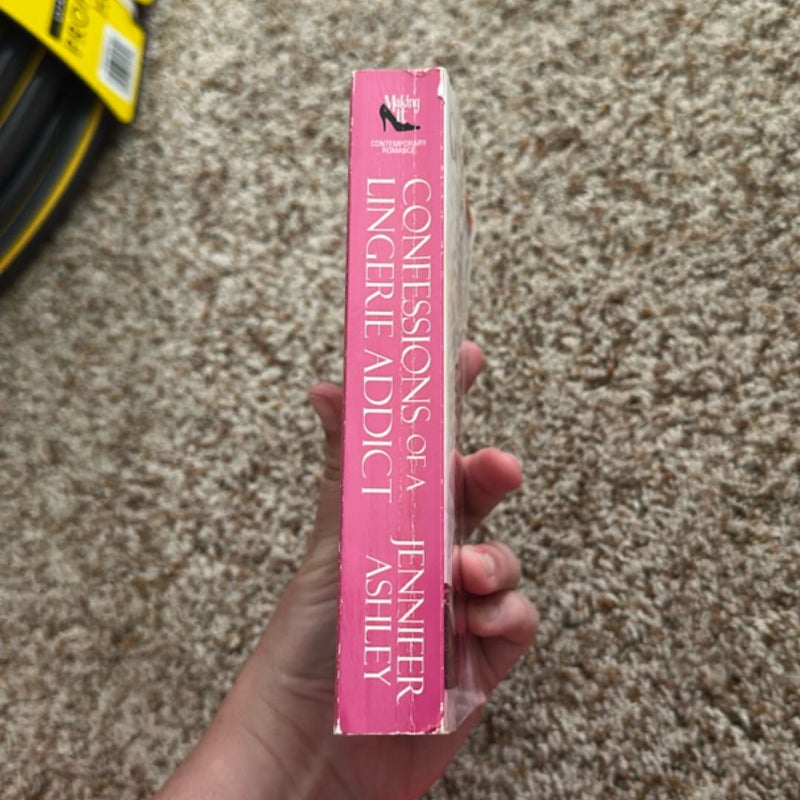 Making
It
CONTEMPORARY
ROMANCE
CONFESSIONS OF A
LINGERIE ADDICT
JENNIFER
ASHLEY